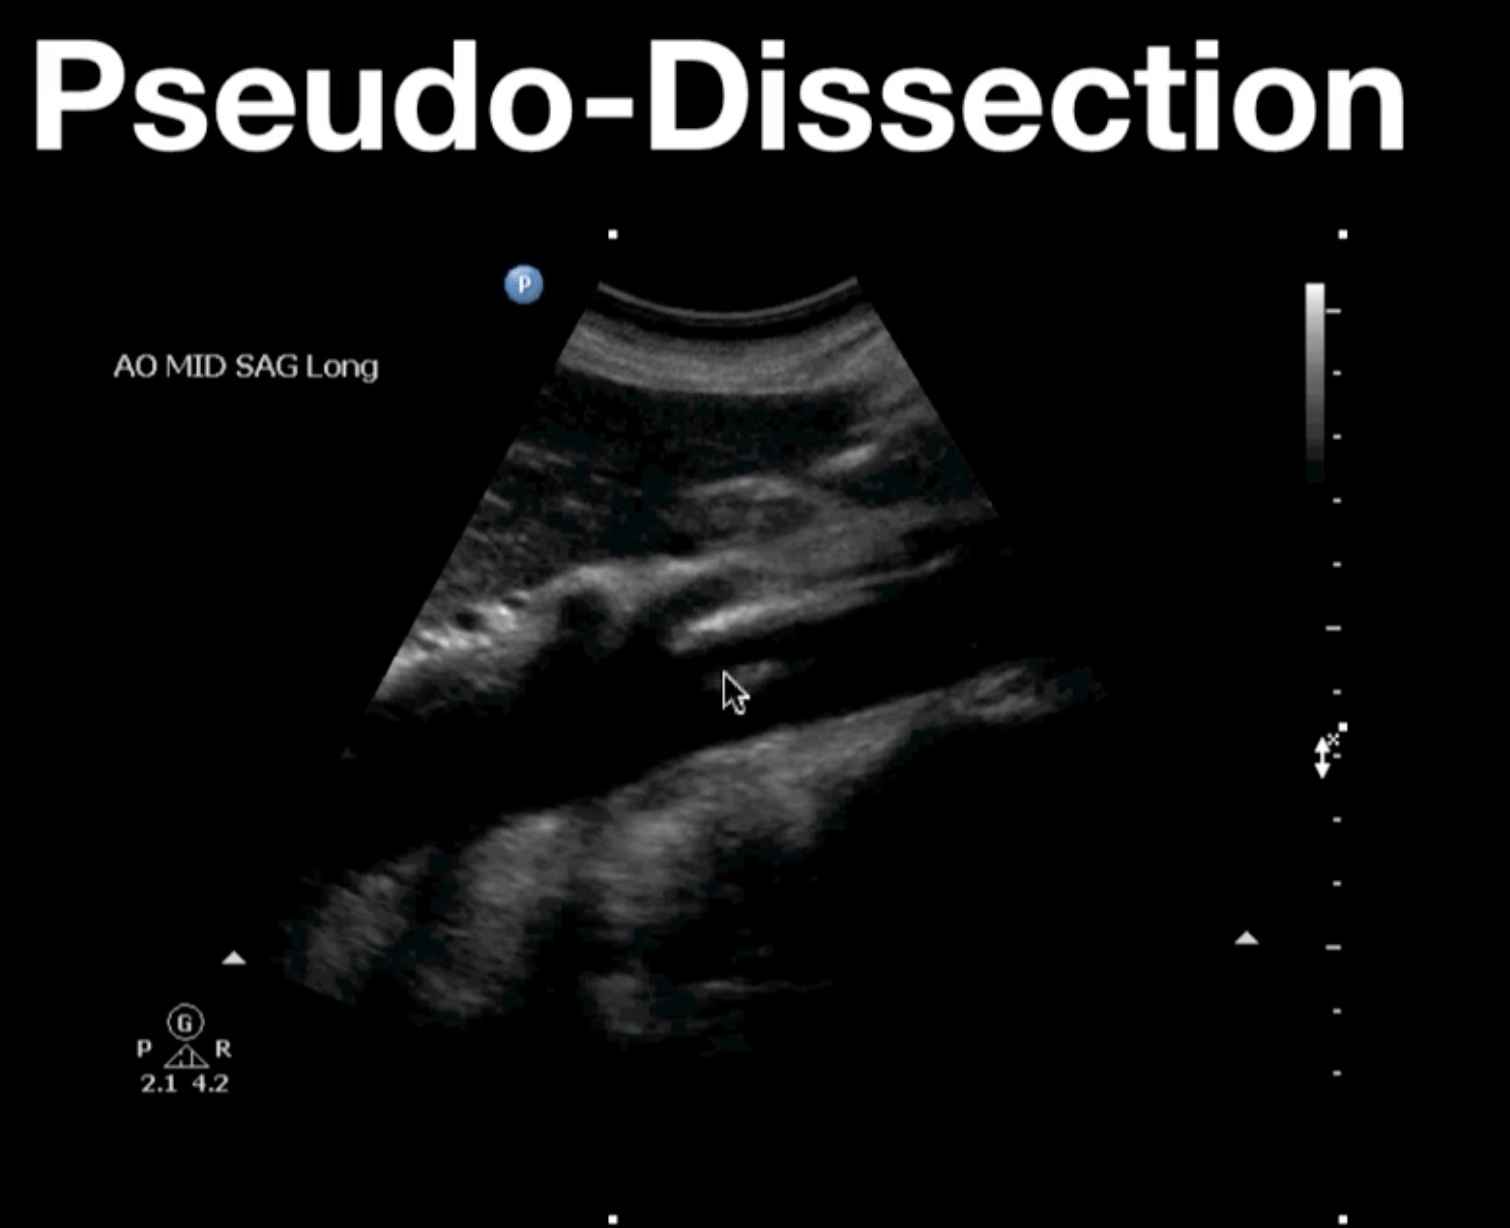 Pseudo-Dissection
P
AO MID SAG Long
G
P R
2.1 4.2